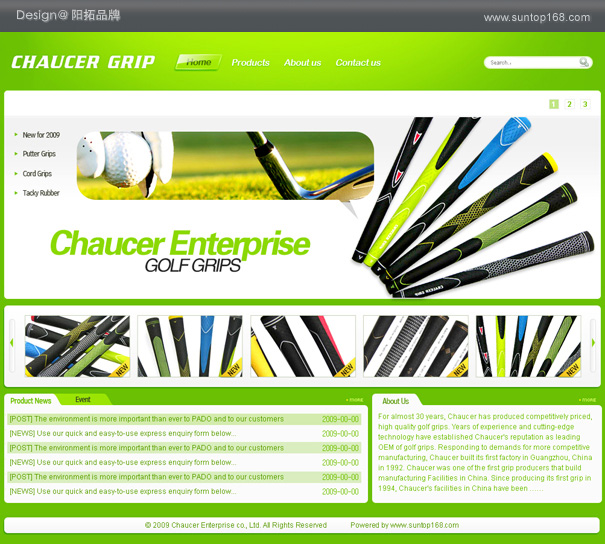 Design@ 阳拓品牌
www.suntop168.com
CHAUCER GRIP
Home
Products
About us
Contact us
Search...
1 2 3
New for 2009
Putter Grips
Cord Grips
Tacky Rubber
Chaucer Enterprise
GOLF GRIPS
NEW
NEW
NEW
NEW
NEW
Product News
Event
+ more
[POST] The environment is more important than ever to PADO and to our customers 2009-00-00
[NEWS] Use our quick and easy-to-use express enquiry form below... 2009-00-00
[POST] The environment is more important than ever to PADO and to our customers 2009-00-00
[NEWS] Use our quick and easy-to-use express enquiry form below... 2009-00-00
[POST] The environment is more important than ever to PADO and to our customers 2009-00-00
[NEWS] Use our quick and easy-to-use express enquiry form below... 2009-00-00
About Us
+ more
For almost 30 years, Chaucer has produced competitively priced,
high quality golf grips. Years of experience and cutting-edge
technology have established Chaucer's reputation as leading
OEM of golf grips. Responding to demands for more competitive
manufacturing, Chaucer built its first factory in Guangzhou, China
in 1992. Chaucer was one of the first grip producers that build
manufacturing Facilities in China. Since producing its first grip in
1994, Chaucer's facilities in China have been .......
© 2009 Chaucer Enterprise co,. Ltd. All Rights Reserved
Powered by www.suntop168.com